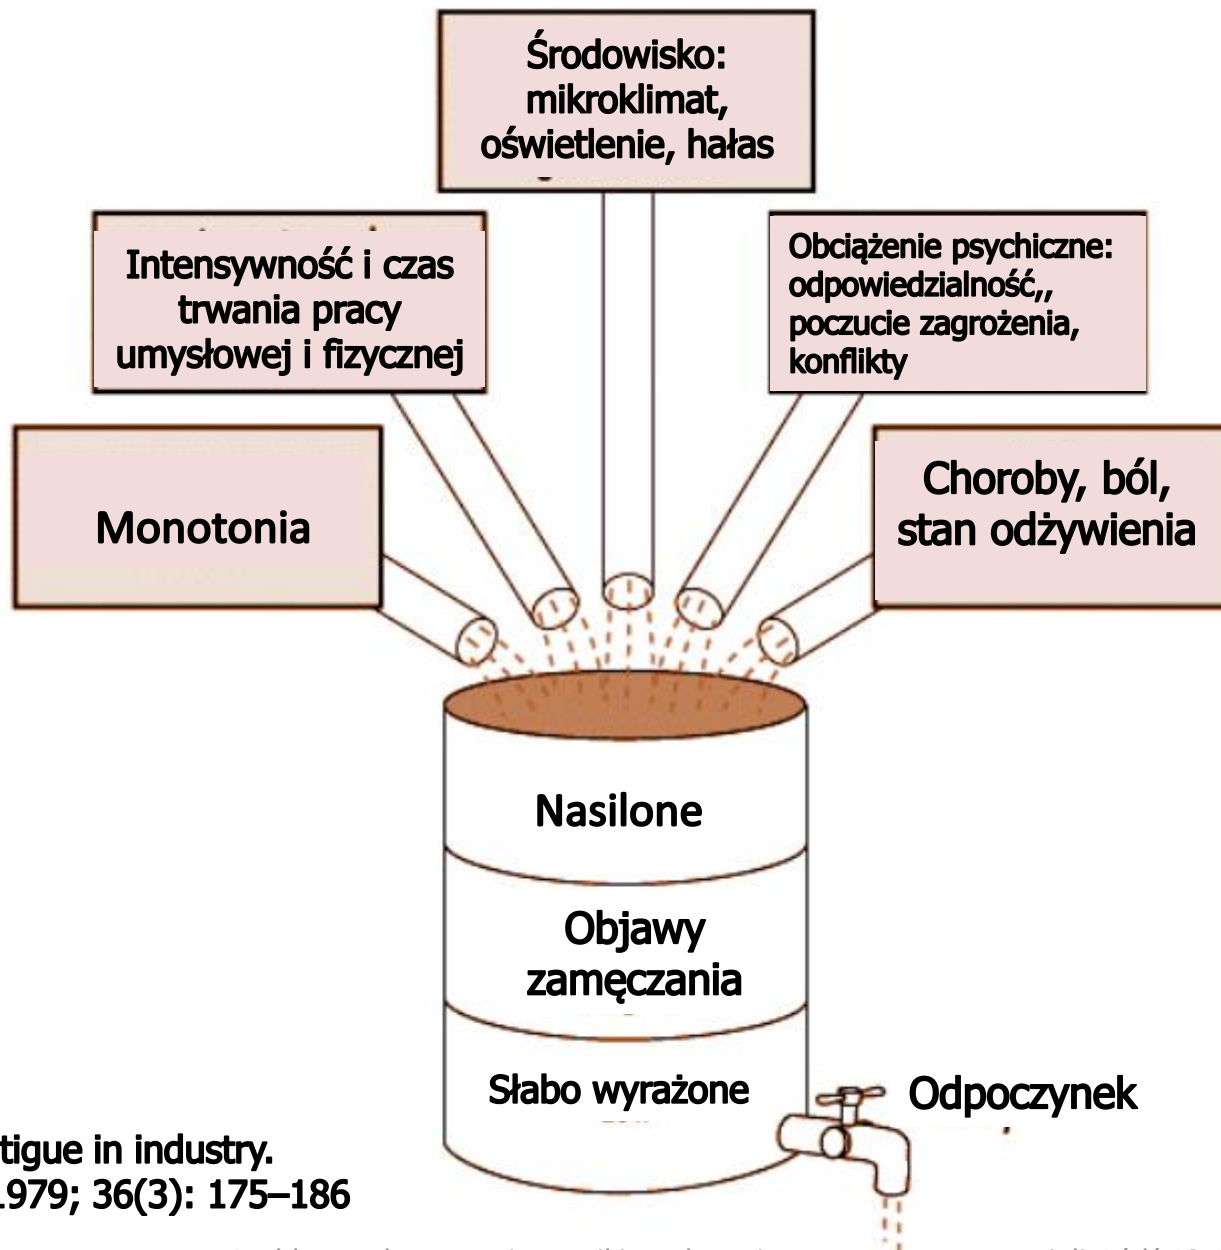 Środowisko:
mikroklimat,
oświetlenie, hałas
Intensywność i czas
trwania pracy
umysłowej i fizycznej
Obciążenie psychiczne:
odpowiedzialność,,
poczucie zagrożenia,
konflikty
Monotonia
Choroby, ból,
stan odżywienia
Nasilone
Objawy
zamęczania
Słabo wyrażone
Odpoczynek
tigue in industry.
1979; 36(3): 175–186